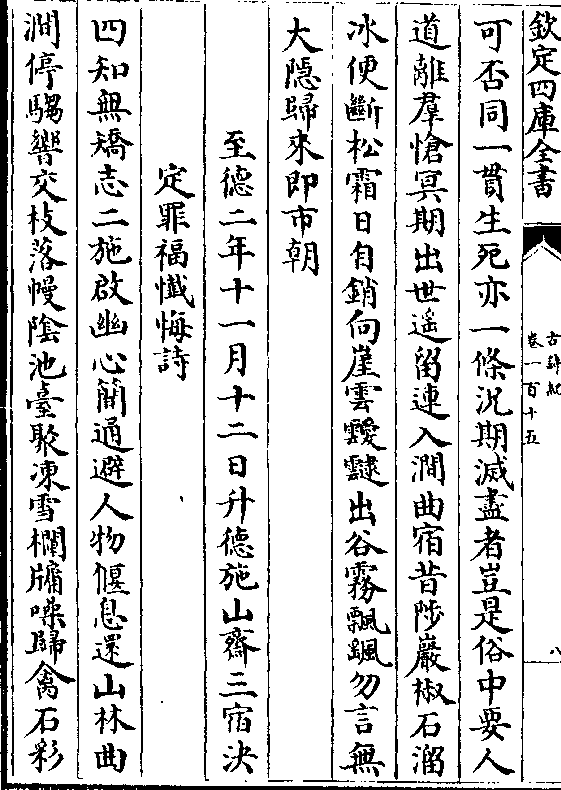 欽定四庫全書
古詩紀
卷一百十五
八
可否同一貫生死亦一條況期滅盡者豈是俗中要人
道離羣愴冥期出世遥留連入澗曲宿昔陟巖椒石溜
冰便斷松霜日自銷向崖雲靉靆出谷霧飄颻勿言無
大隱歸來即市朝
至德二年十一月十二日升德施山齋三宿決
定罪福懺悔詩
四知無矯志二施啟幽心簡通避人物偃息還山林曲
澗停騶響交枝落幔陰池臺聚凍雪欄牗噪歸禽石彩